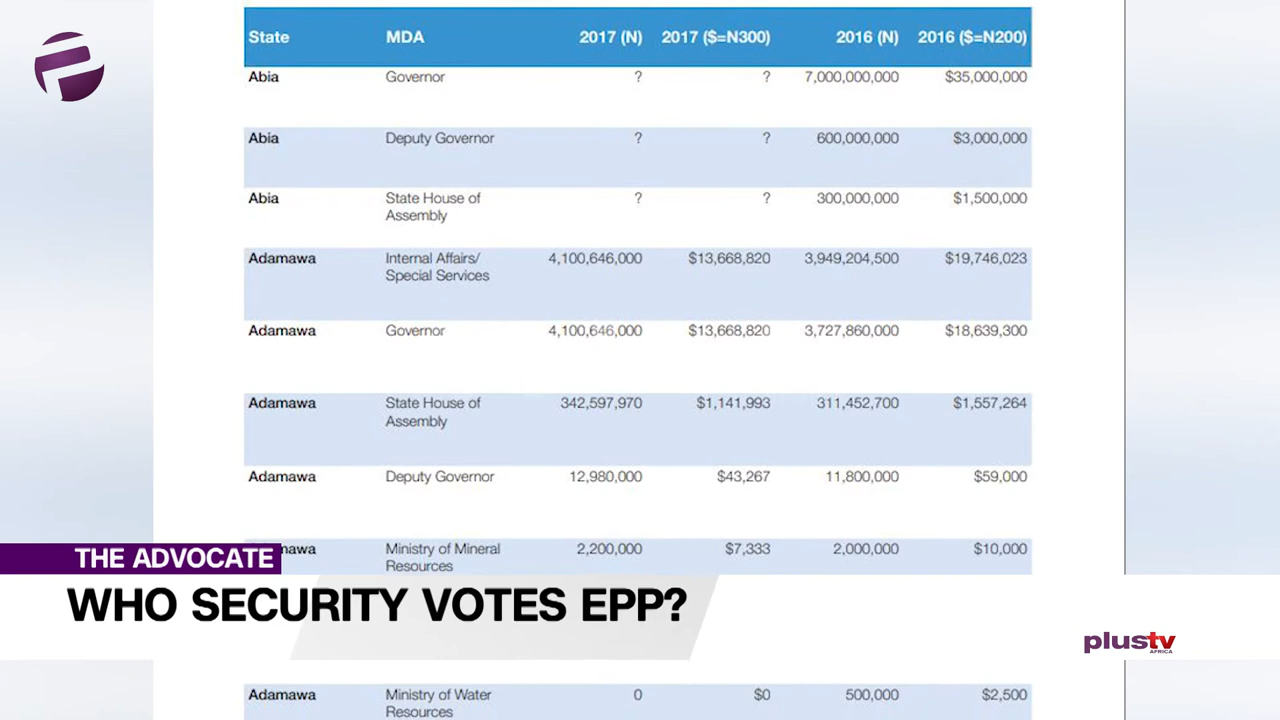 State MDA 2017 (N) 2017 ($=N300) 2016 (N) 2016 ($=N200)
Abia Governor ? ? 7,000,000,000 $35,000,000
Abia Deputy Governor ? ? 600,000,000 $3,000,000
Abia State House of ? ? 300,000,000 $1,500,000
Assembly
Adamawa Internal Affairs/ 4,100,646,000 $13,668,820 3,949,204,500 $19,746,023
Special Services
Adamawa Governor 4,100,646,000 $13,668,820 3,727,860,000 $18,639,300
Adamawa State House of 342,597,970 $1,141,993 311,452,700 $1,557,264
Assembly
Adamawa Deputy Governor 12,980,000 $43,267 11,800,000 $59,000
nawa Ministry of Mineral 2,200,000 $7,333 2,000,000 $10,000
Resources
THE ADVOCATE
WHO SECURITY VOTES EPP?
plustv
AFRICA
Adamawa Ministry of Water 0 $0 500,000 $2,500
Resources